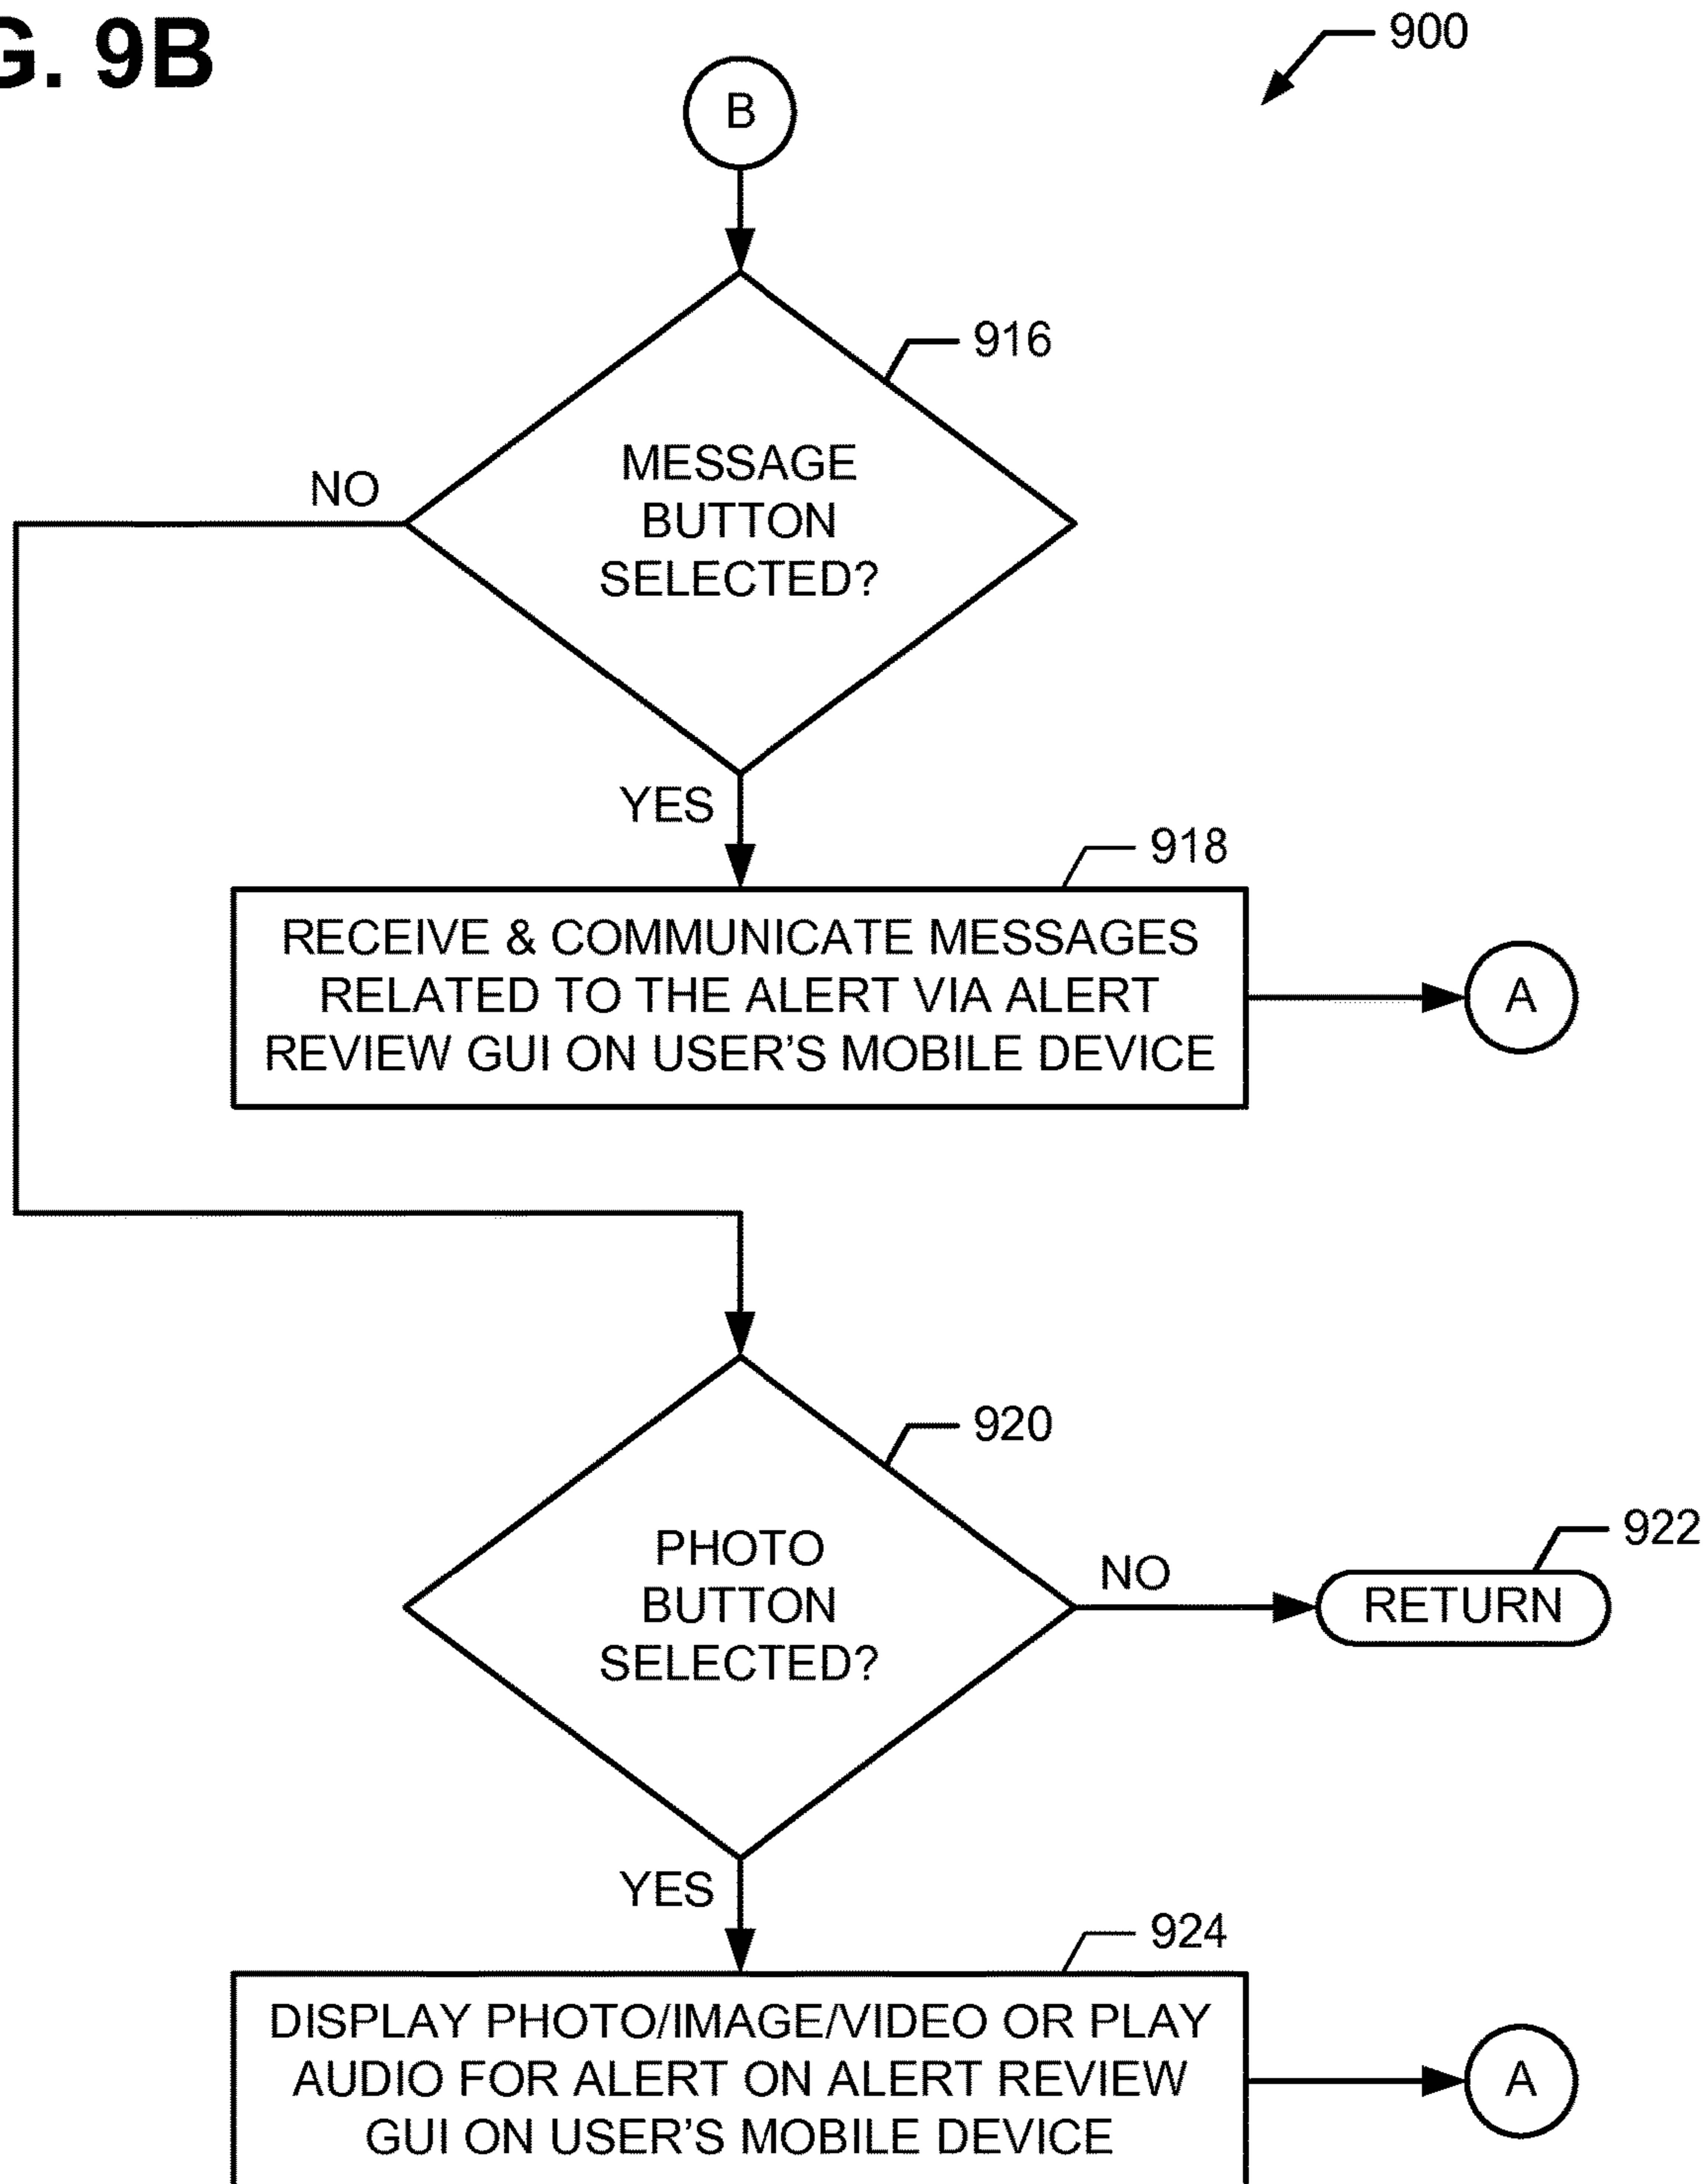 G. 9B
900
B
916
MESSAGE
BUTTON
SELECTED?
NO
YES
918
RECEIVE & COMMUNICATE MESSAGES
RELATED TO THE ALERT VIA ALERT
REVIEW GUI ON USER'S MOBILE DEVICE
A
920
PHOTO
BUTTON
SELECTED?
NO
922
RETURN
YES
924
DISPLAY PHOTO/IMAGE/VIDEO OR PLAY
AUDIO FOR ALERT ON ALERT REVIEW
GUI ON USER'S MOBILE DEVICE
A